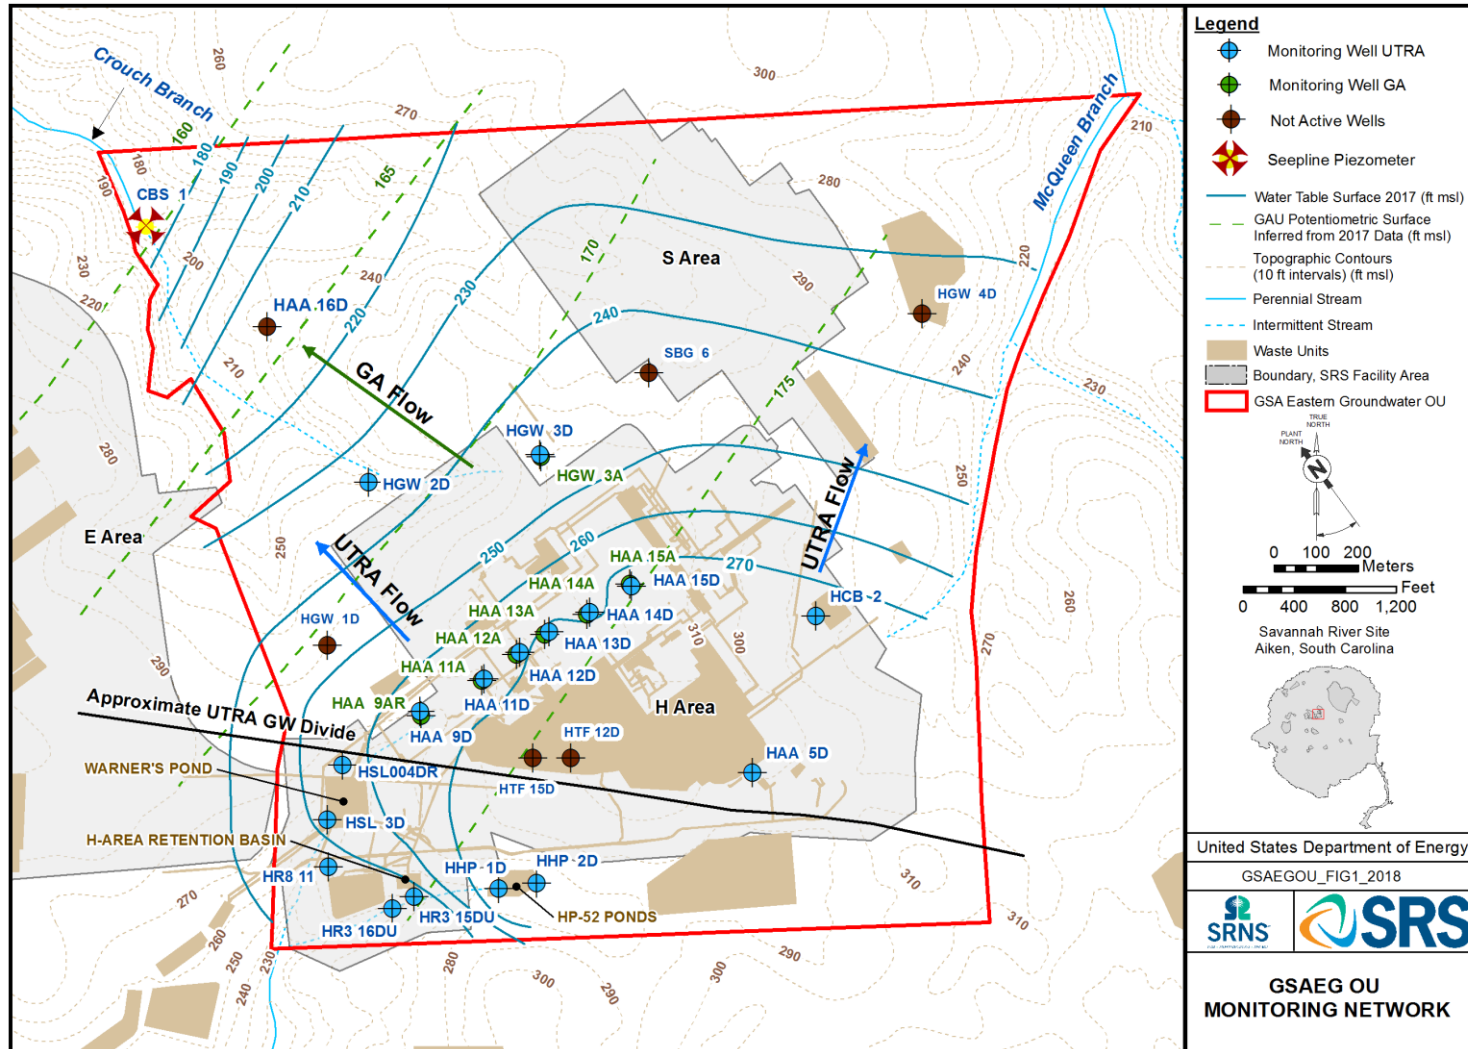 Crouch Branch
McQueen Branch
CBS 1
HAA 16D
GA Flow
S Area
HGW 4D
SBG 6
HGW 3D
HGW 3A
HGW 2D
E Area
UTRA Flow
UTRA Flow
HAA 15A
HAA 15D
HAA 14A
HAA 14D
HAA 13A
HAA 13D
HAA 12A
HAA 12D
HAA 11A
HAA 11D
HAA 9AR
HAA 9D
HCB 2
HGW 1D
H Area
Approximate UTRA GW Divide
HTF 12D
HTF 15D
HAA 5D
WARNER'S POND
HSL004DR
HSL 3D
H-AREA RETENTION BASIN
HR8 11
HHP 1D
HHP 2D
HR3 15DU
HR3 16DU
HP-52 PONDS
260
270
300
280
290
210
220
230
240
250
260
270
310
310
290
290
300
280
270
260
250
240
230
290
280
250
230
220
190
180
200
210
240
310
300
160
165
170
175
180
190
200
210
220
230
240
250
260
270
Legend
Monitoring Well UTRA
Monitoring Well GA
Not Active Wells
Seepline Piezometer
Water Table Surface 2017 (ft msl)
GAU Potentiometric Surface
Inferred from 2017 Data (ft msl)
Topographic Contours
(10 ft intervals) (ft msl)
Perennial Stream
Intermittent Stream
Waste Units
Boundary, SRS Facility Area
GSA Eastern Groundwater OU
TRUE
NORTH
PLANT
NORTH
N
0 100 200
Meters
Feet
0 400 800 1,200
Savannah River Site
Aiken, South Carolina
United States Department of Energy
GSAEGOU_FIG1_2018
SRNS
SRS
GSAEG OU
MONITORING NETWORK